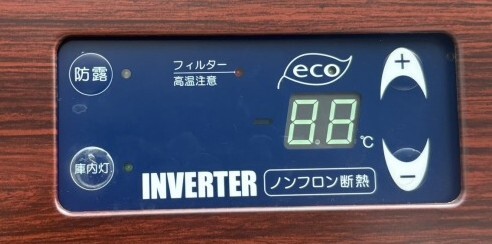 防露
フィルター
高温注意
eco
+
88
℃
庫内灯
INVERTER
ノンフロン断熱
−